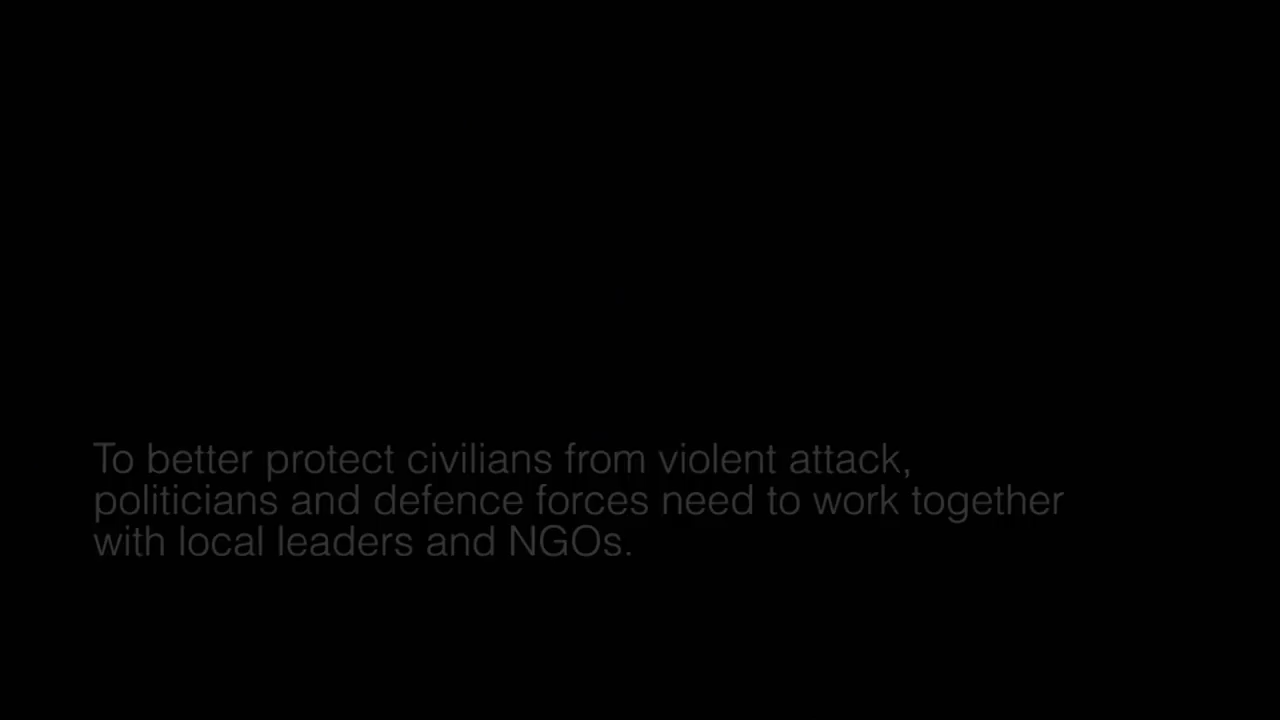 To better protect civilians from violent attack,
politicians and defence forces need to work together
with local leaders and NGOs.